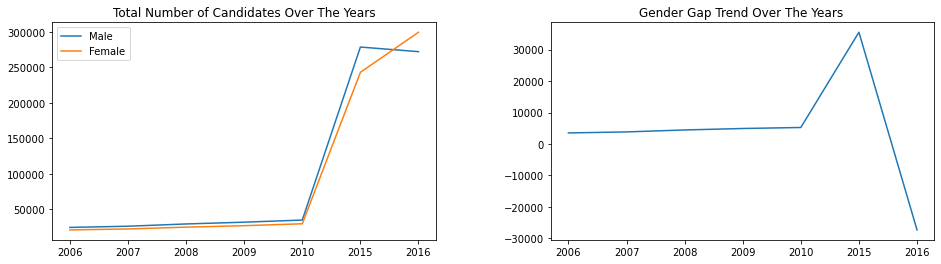 Total Number of Candidates Over The Years
300000
250000
200000
150000
100000
50000
Male
Female
2006 2007 2008 2009 2010 2015 2016
Gender Gap Trend Over The Years
30000
20000
10000
0
−10000
−20000
−30000
2006 2007 2008 2009 2010 2015 2016